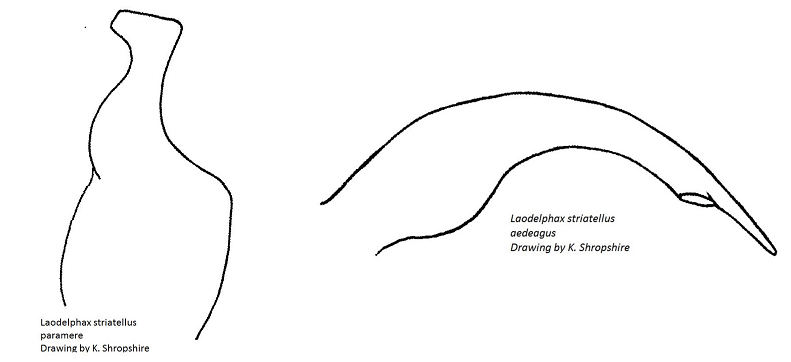 Laodelphax striatellus
paramere
Drawing by K. Shropshire
Laodelphax striatellus
aedeagus
Drawing by K. Shropshire